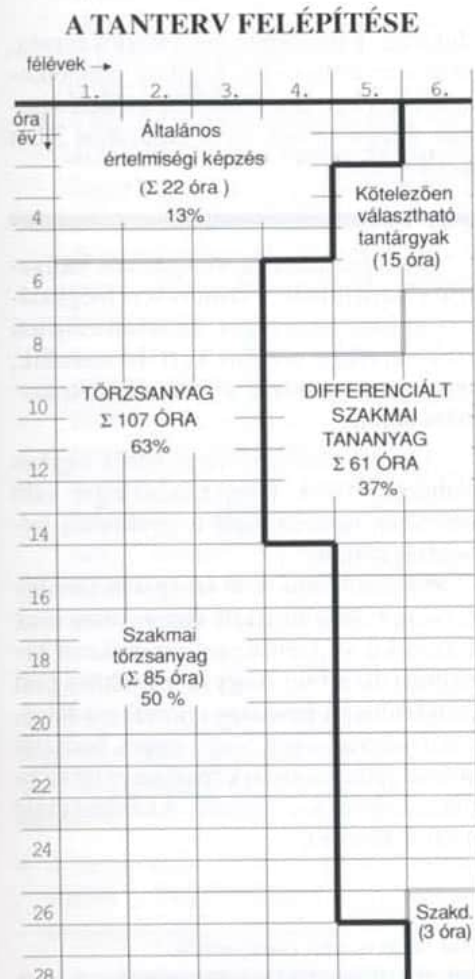 A TANTERV FELÉPÍTÉSE
félévek →
1. 2. 3. 4. 5. 6.
óra
év
Általános
értelmiségi képzés
(Σ 22 óra )
13%
Kötelezően
választható
tantárgyak
(15 óra)
4
6
8
TÖRZSANYAG
Σ 107 ÓRA
63%
DIFFERENCIÁLT
SZAKMAI
TANANYAG
Σ 61 ÓRA
37%
10
12
14
16
Szakmai
törzsanyag
(Σ 85 óra)
50 %
18
20
22
24
26
Szakd.
(3 óra)
28